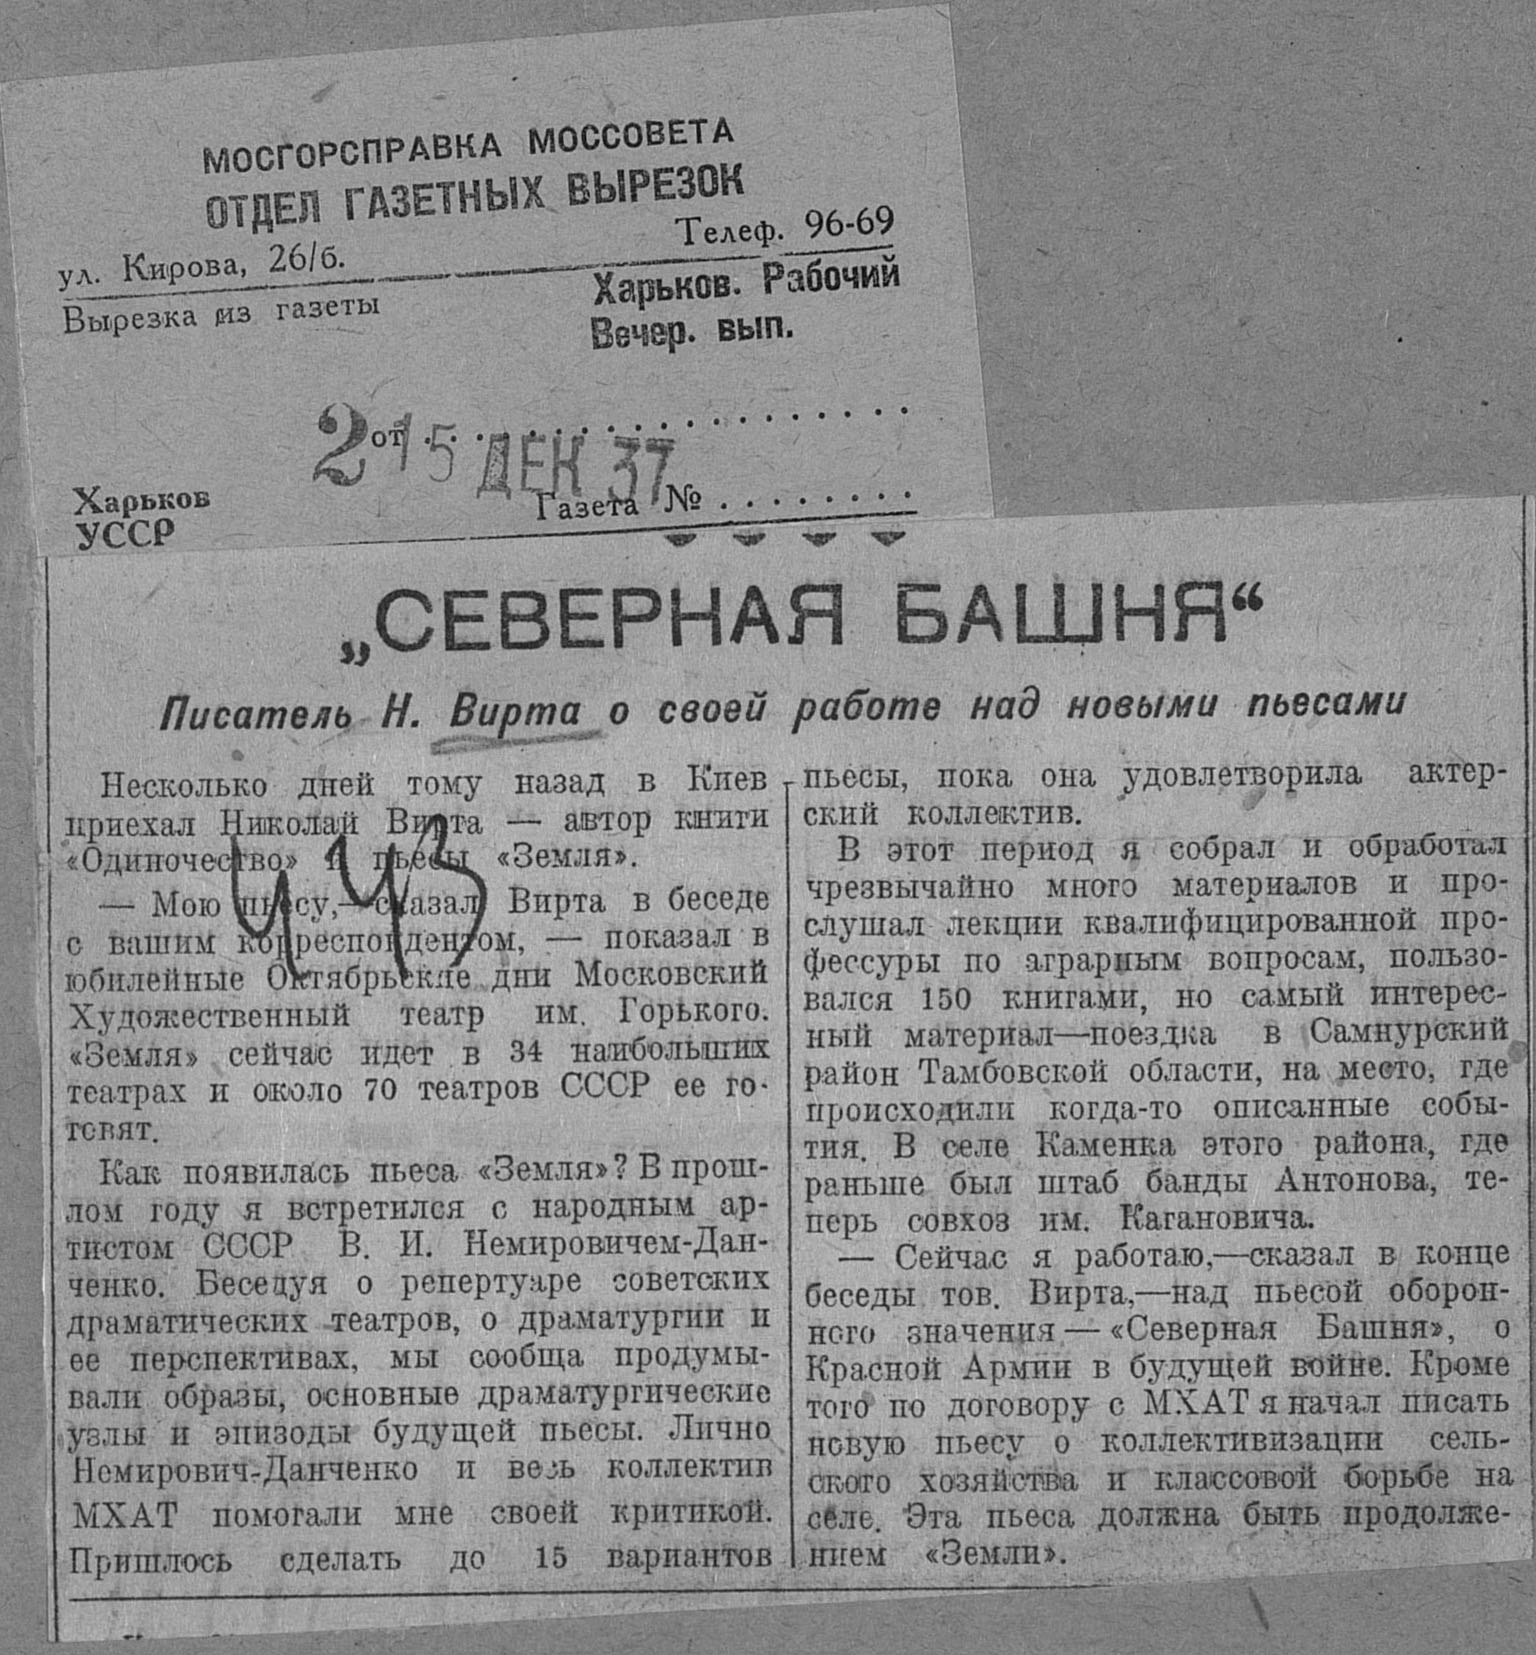 МОСГОРСПРАВКА МОССОВЕТА
ОТДЕЛ ГАЗЕТНЫХ ВЫРЕЗОК
ул. Кирова, 26/б.
Телеф. 96-69
Вырезка из газеты
Харьков. Рабочий
Вечер. вып.
2 от 15 ДЕК 37
Харьков
УССР
Газета №
„СЕВЕРНАЯ БАШНЯ“
Писатель Н. Вирта о своей работе над новыми пьесами
Несколько дней тому назад в Киев
приехал Николай Вирта — автор книги
«Одиночество» и пьесы «Земля».
— Мою пьесу,—сказал Вирта в беседе
с вашим корреспондентом, — показал в
юбилейные Октябрьские дни Московский
Художественный театр им. Горького.
«Земля» сейчас идет в 34 наибольших
театрах и около 70 театров СССР ее го-
товят.
Как появилась пьеса «Земля»? В прош-
лом году я встретился с народным ар-
тистом СССР В. И. Немировичем-Дан-
ченко. Беседуя о репертуаре советских
драматических театров, о драматургии и
ее перспективах, мы сообща продумы-
вали образы, основные драматургические
узлы и эпизоды будущей пьесы. Лично
Немирович-Данченко и весь коллектив
МХАТ помогали мне своей критикой.
Пришлось сделать до 15 вариантов
пьесы, пока она удовлетворила актер-
ский коллектив.
В этот период я собрал и обработал
чрезвычайно много материалов и про-
слушал лекции квалифицированной про-
фессуры по аграрным вопросам, пользо-
вался 150 книгами, но самый интерес-
ный материал—поездка в Сампурский
район Тамбовской области, на место, где
происходили когда-то описанные собы-
тия. В селе Каменка этого района, где
раньше был штаб банды Антонова, те-
перь совхоз им. Кагановича.
— Сейчас я работаю,—сказал в конце
беседы тов. Вирта,—над пьесой оборон-
ного значения — «Северная Башня», о
Красной Армии в будущей войне. Кроме
того по договору с МХАТ я начал писать
новую пьесу о коллективизации сель-
ского хозяйства и классовой борьбе на
селе. Эта пьеса должна быть продолже-
нием «Земли».